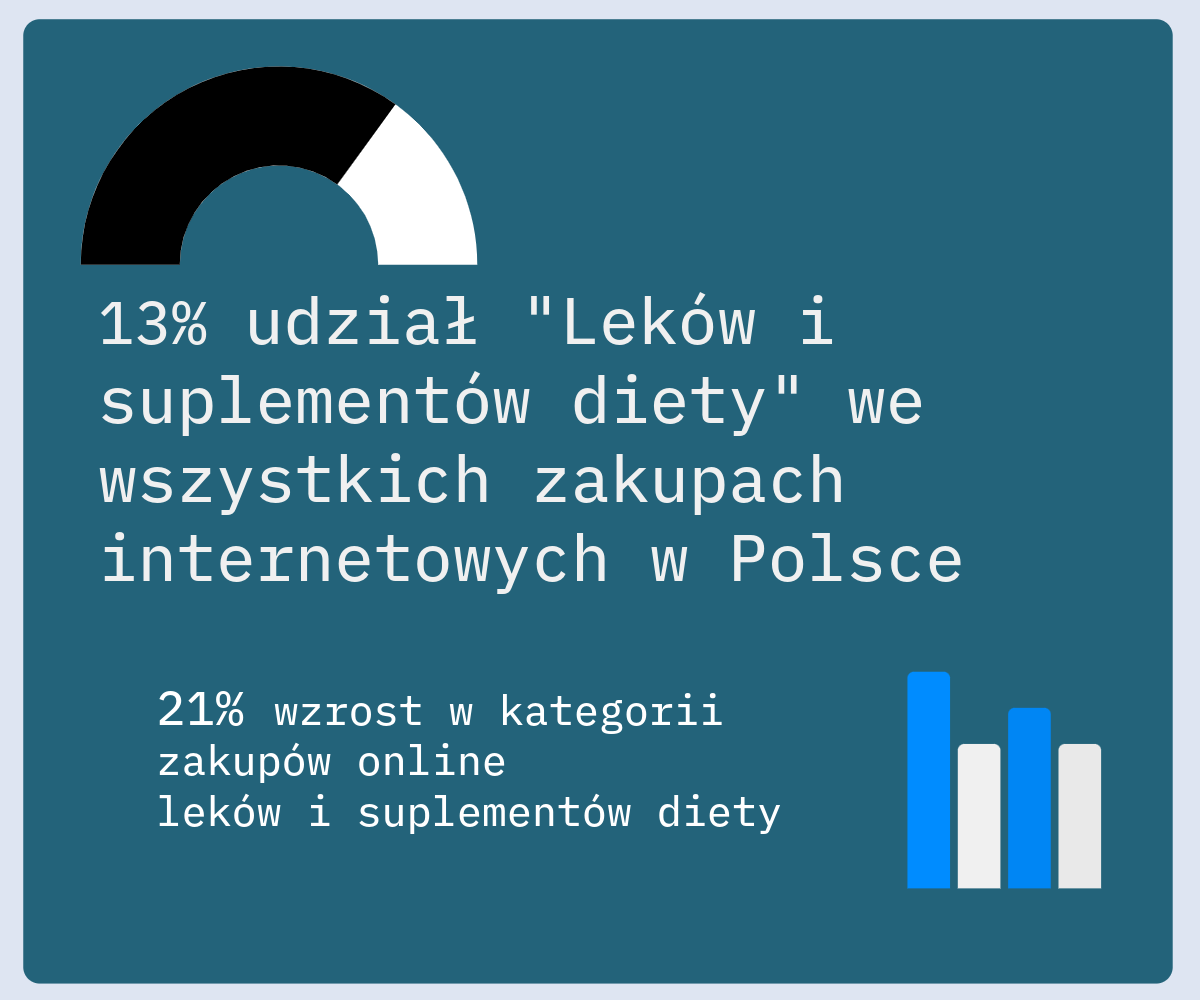 13% udział "Leków i
suplementów diety" we
wszystkich zakupach
internetowych w Polsce
21% wzrost w kategorii
zakupów online
leków i suplementów diety